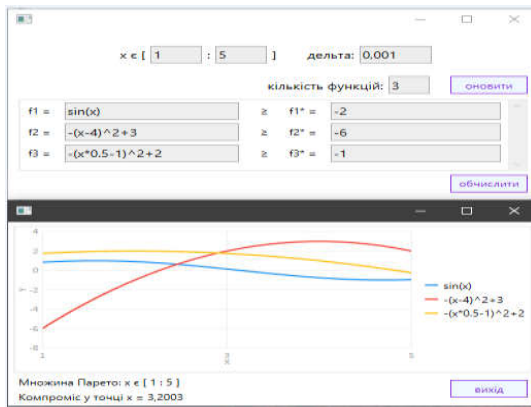 x ϵ [ 1 : 5 ] дельта: 0,001
кількість функцій: 3 оновити
f1 = sin(x) ≥ f1* = -2
f2 = -(x-4)^2+3 ≥ f2* = -6
f3 = -(x*0.5-1)^2+2 ≥ f3* = -1
обчислити
4
2
0
-2
-4
-6
-8
Y
1
5
sin(x)
-(x-4)^2+3
-(x*0.5-1)^2+2
Множина Парето: x ϵ [ 1 : 5 ]
Компроміс у точці x = 3,2003
вихід